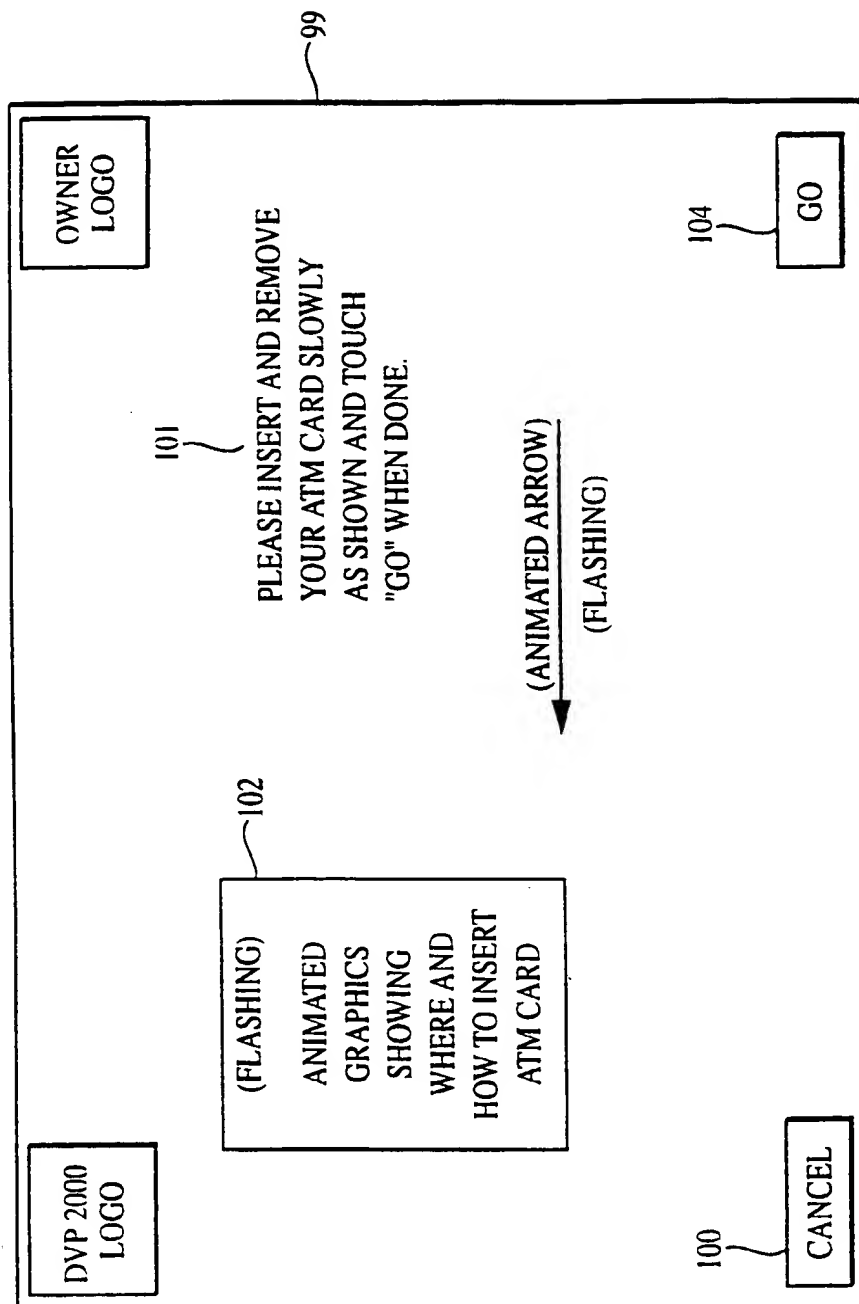 DVP 2000
LOGO
OWNER
LOGO
99
102
(FLASHING)
ANIMATED
GRAPHICS
SHOWING
WHERE AND
HOW TO INSERT
ATM CARD
101
PLEASE INSERT AND REMOVE
YOUR ATM CARD SLOWLY
AS SHOWN AND TOUCH
"GO" WHEN DONE.
(ANIMATED ARROW)
(FLASHING)
100
CANCEL
104
GO